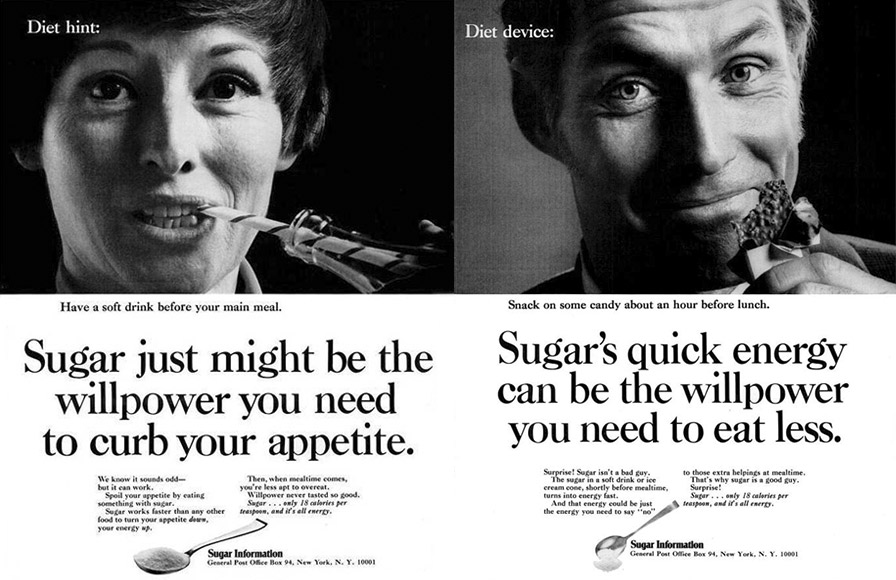 Diet hint:
Have a soft drink before your main meal.
Sugar just might be the
willpower you need
to curb your appetite.
We know it sounds odd—
but it can work.
Spoil your appetite by eating
something with sugar.
Sugar works faster than any other
food to turn your appetite down,
your energy up.
Then, when mealtime comes,
you're less apt to overeat.
Willpower never tasted so good.
Sugar . . . only 18 calories per
teaspoon, and it's all energy.
Sugar Information
General Post Office Box 94, New York, N. Y. 10001
Diet device:
Snack on some candy about an hour before lunch.
Sugar's quick energy
can be the willpower
you need to eat less.
Surprise! Sugar isn't a bad guy.
The sugar in a soft drink or ice
cream cone, shortly before mealtime,
turns into energy fast.
And that energy could be just
the energy you need to say "no"
to those extra helpings at mealtime.
That's why sugar is a good guy.
Surprise!
Sugar . . . only 18 calories per
teaspoon, and it's all energy.
Sugar Information
General Post Office Box 94, New York, N. Y. 10001